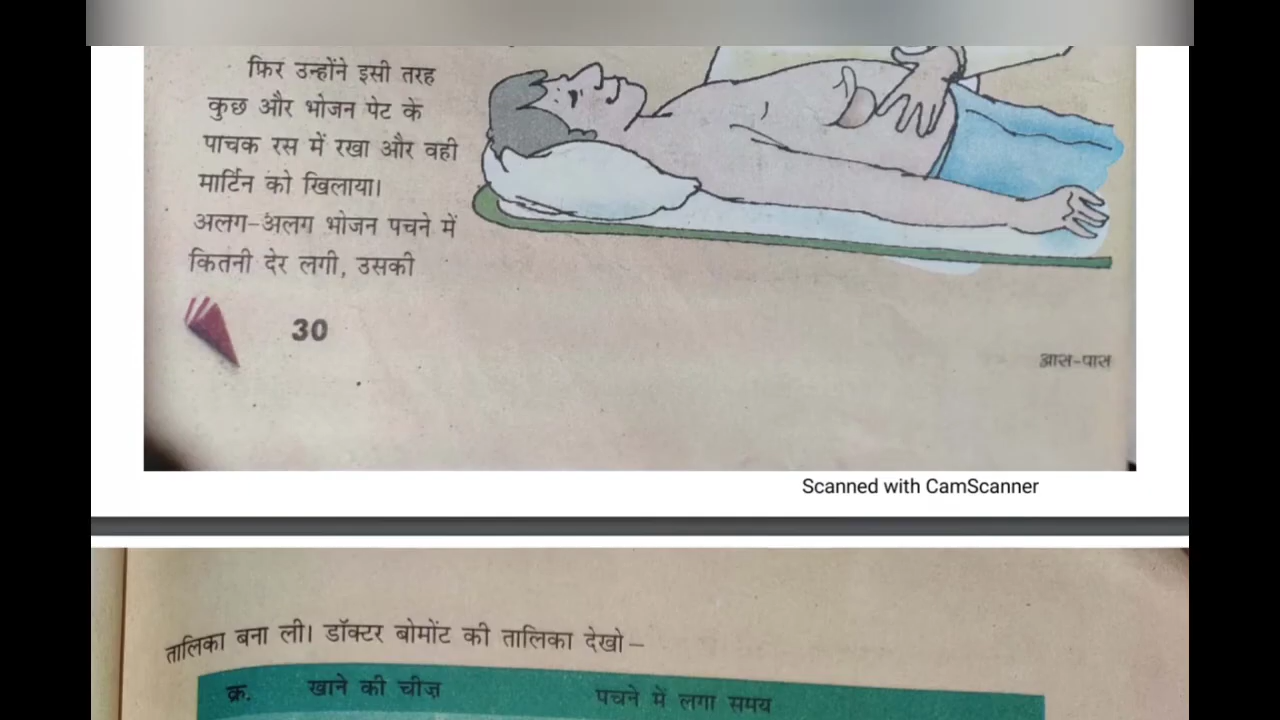 फिर उन्होंने इसी तरह
कुछ और भोजन पेट के
पाचक रस में रखा और वही
मार्टिन को खिलाया।
अलग-अलग भोजन पचने में
कितनी देर लगी, उसकी
30
आस-पास
Scanned with CamScanner
तालिका बना ली। डॉक्टर बोमोंट की तालिका देखो –
क्र. खाने की चीज़ पचने में लगा समय